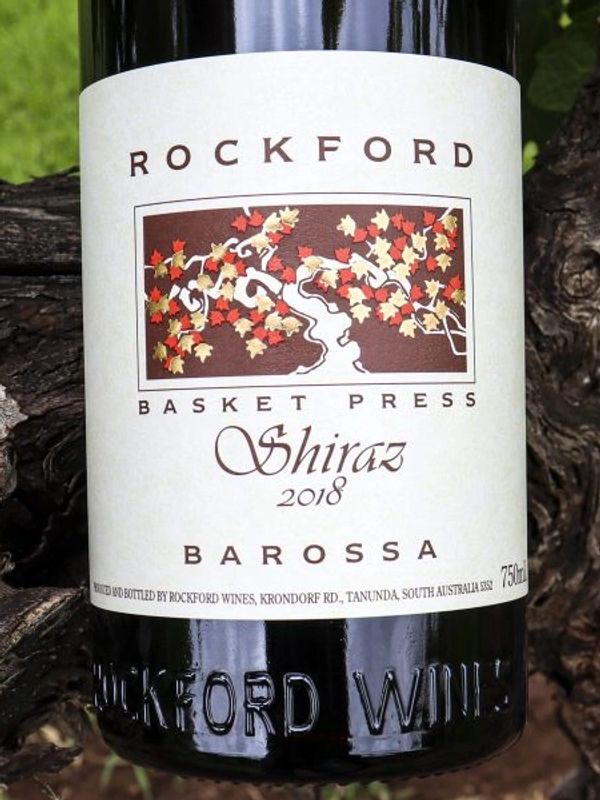 ROCKFORD
BASKET PRESS
Shiraz
2018
BAROSSA
PRODUCED AND BOTTLED BY ROCKFORD WINES, KRONDORF RD., TANUNDA, SOUTH AUSTRALIA 5352
750ml
ROCKFORD WINES